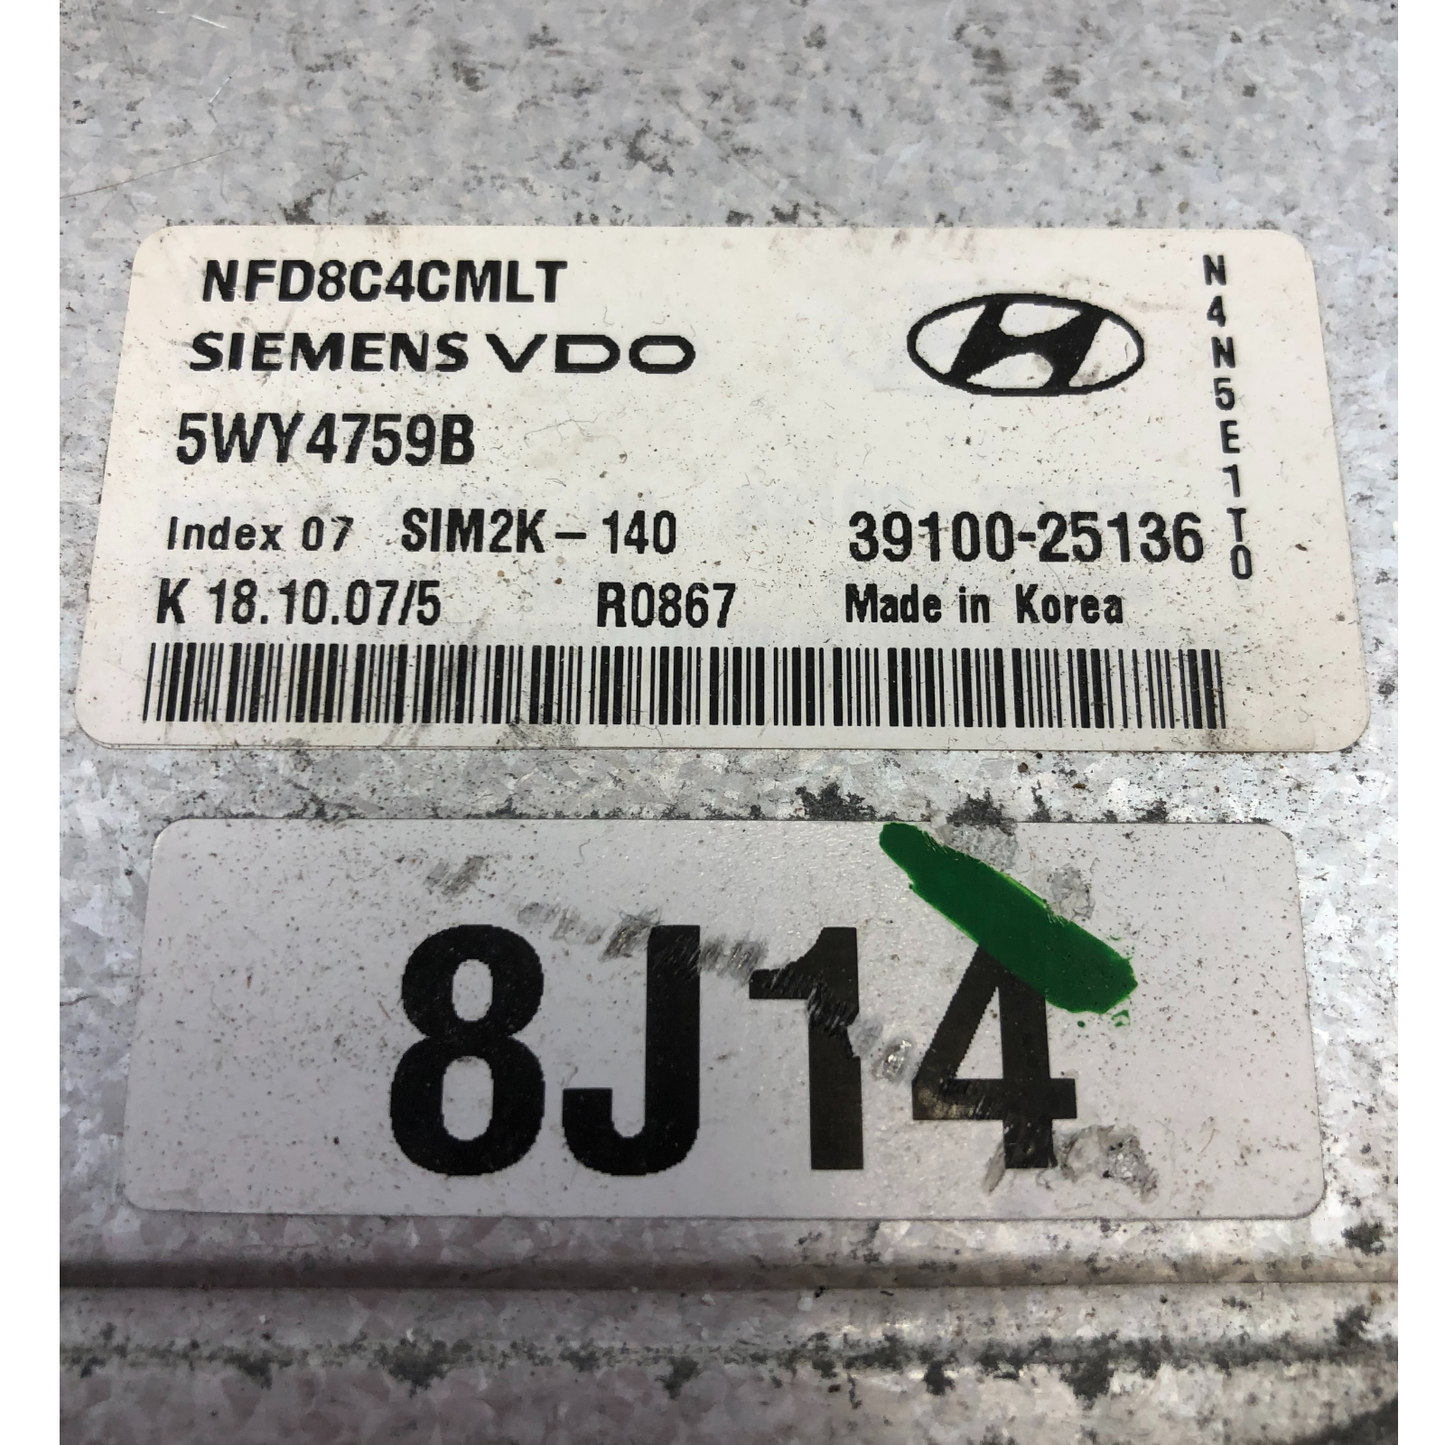 NFD8C4CMLT
SIEMENS VDO
5WY4759B
Index 07 SIM2K-140 39100-25136
K 18.10.07/5 R0867 Made in Korea
N4N5E1T0
8J14